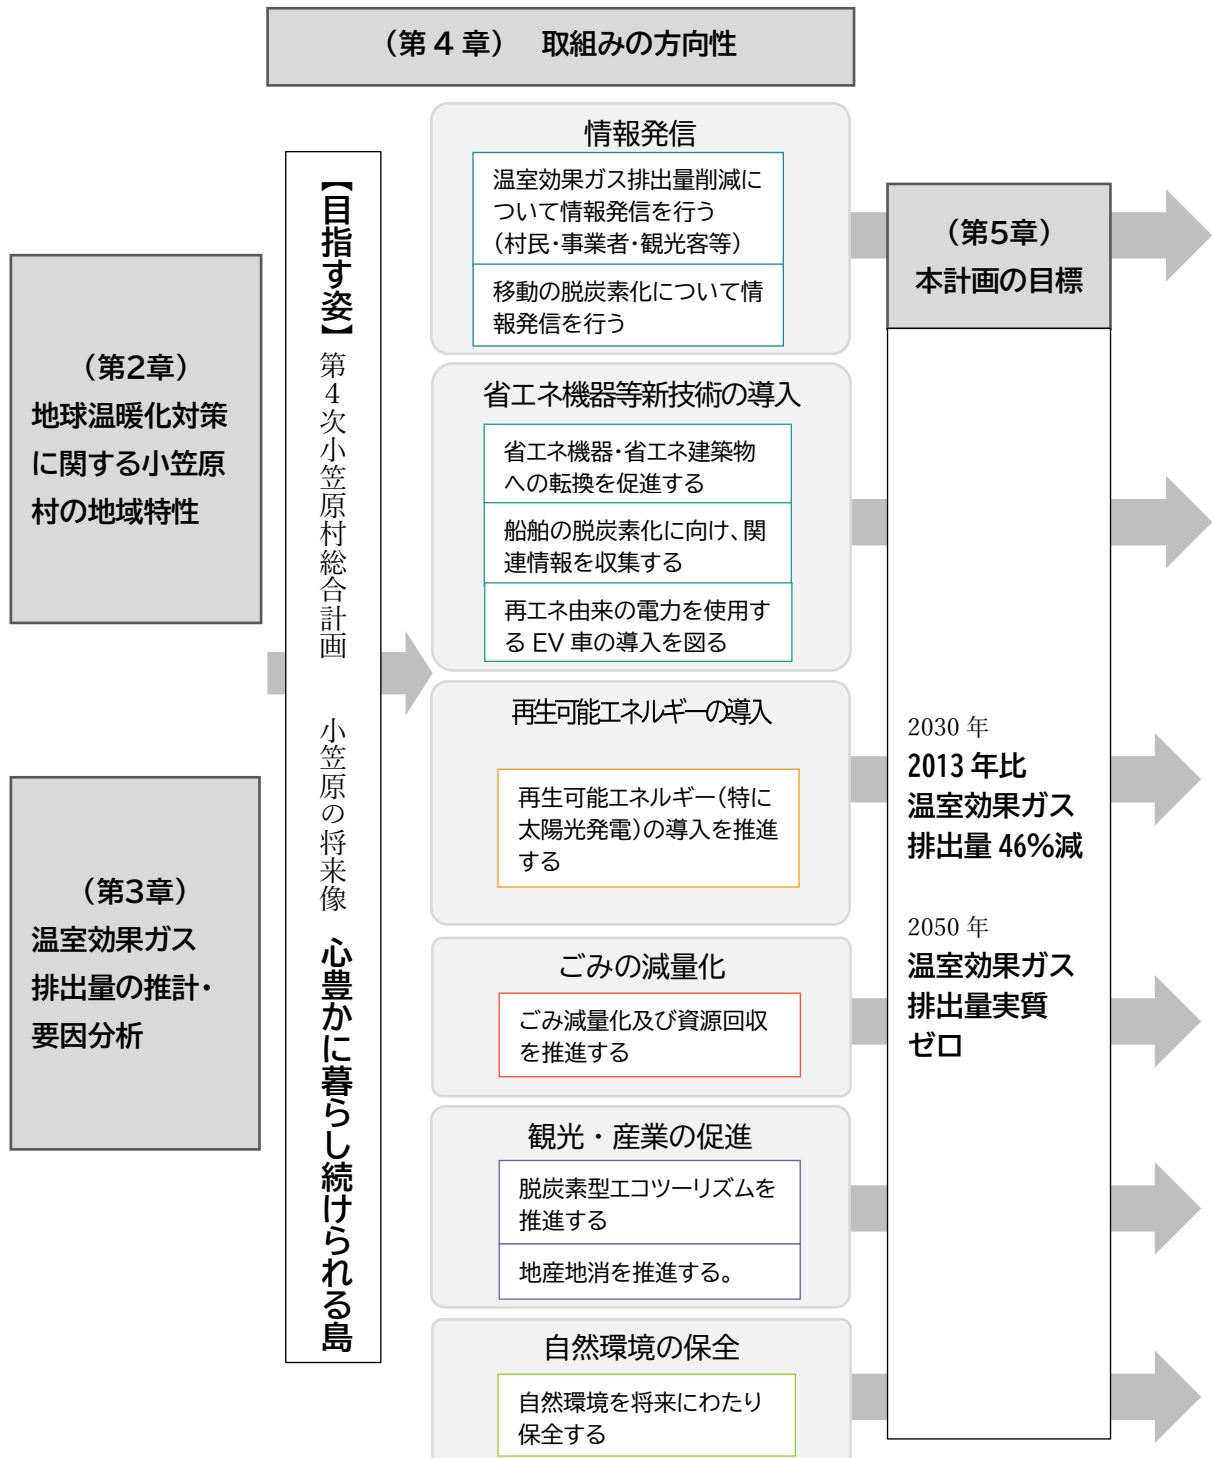 （第４章）　取組みの方向性
（第2章）
地球温暖化対策
に関する小笠原
村の地域特性
（第3章）
温室効果ガス
排出量の推計・
要因分析
【目指す姿】第４次小笠原村総合計画　小笠原の将来像　心豊かに暮らし続けられる島
情報発信
温室効果ガス排出量削減に
ついて情報発信を行う
（村民・事業者・観光客等）
移動の脱炭素化について情
報発信を行う
省エネ機器等新技術の導入
省エネ機器・省エネ建築物
への転換を促進する
船舶の脱炭素化に向け、関
連情報を収集する
再エネ由来の電力を使用す
る EV 車の導入を図る
再生可能エネルギーの導入
再生可能エネルギー（特に
太陽光発電）の導入を推進
する
ごみの減量化
ごみ減量化及び資源回収
を推進する
観光・産業の促進
脱炭素型エコツーリズムを
推進する
地産地消を推進する。
自然環境の保全
自然環境を将来にわたり
保全する
（第5章）
本計画の目標
2030 年
2013 年比
温室効果ガス
排出量 46%減
2050 年
温室効果ガス
排出量実質
ゼロ